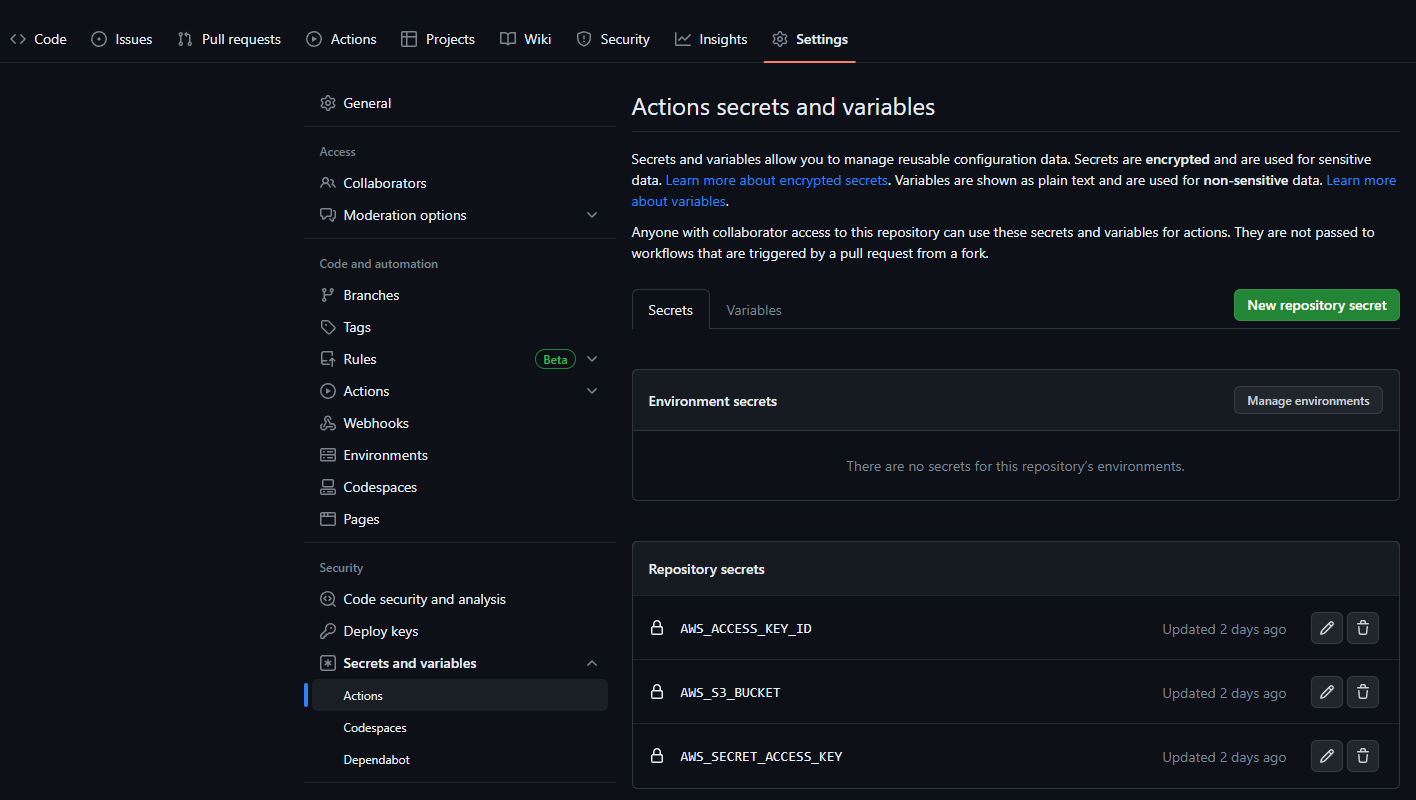 Code Issues Pull requests Actions Projects Wiki Security Insights Settings
General
Access
Collaborators
Moderation options
Code and automation
Branches
Tags
Rules Beta
Actions
Webhooks
Environments
Codespaces
Pages
Security
Code security and analysis
Deploy keys
Secrets and variables
Actions
Codespaces
Dependabot
Actions secrets and variables
Secrets and variables allow you to manage reusable configuration data. Secrets are encrypted and are used for sensitive
data. Learn more about encrypted secrets. Variables are shown as plain text and are used for non-sensitive data. Learn more
about variables.
Anyone with collaborator access to this repository can use these secrets and variables for actions. They are not passed to
workflows that are triggered by a pull request from a fork.
Secrets Variables New repository secret
Environment secrets Manage environments
There are no secrets for this repository's environments.
Repository secrets
AWS_ACCESS_KEY_ID Updated 2 days ago
AWS_S3_BUCKET Updated 2 days ago
AWS_SECRET_ACCESS_KEY Updated 2 days ago